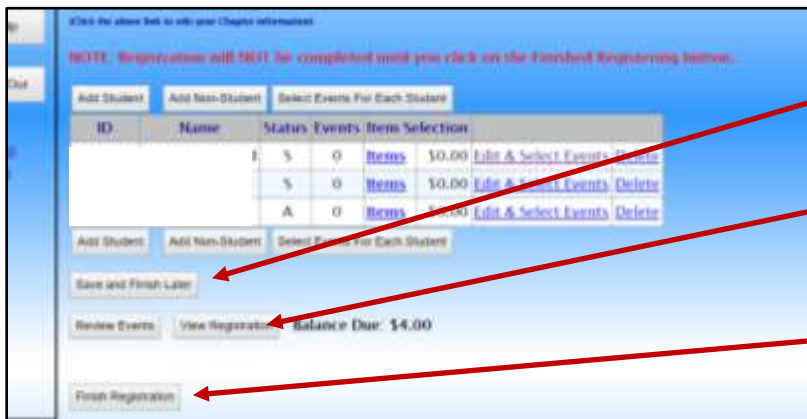 (Click the above link to edit your Chapter information)
NOTE: Registration will NOT be completed until you click on the Finished Registering button.
Out
Add Student Add Non-Student Select Events For Each Student
ID Name Status Events Item Selection
S 0 Items $0.00 Edit & Select Events Delete
S 0 Items $0.00 Edit & Select Events Delete
A 0 Items $0.00 Edit & Select Events Delete
Add Student Add Non-Student Select Events For Each Student
Save and Finish Later
Review Events View Registration Balance Due: $4.00
Finish Registration